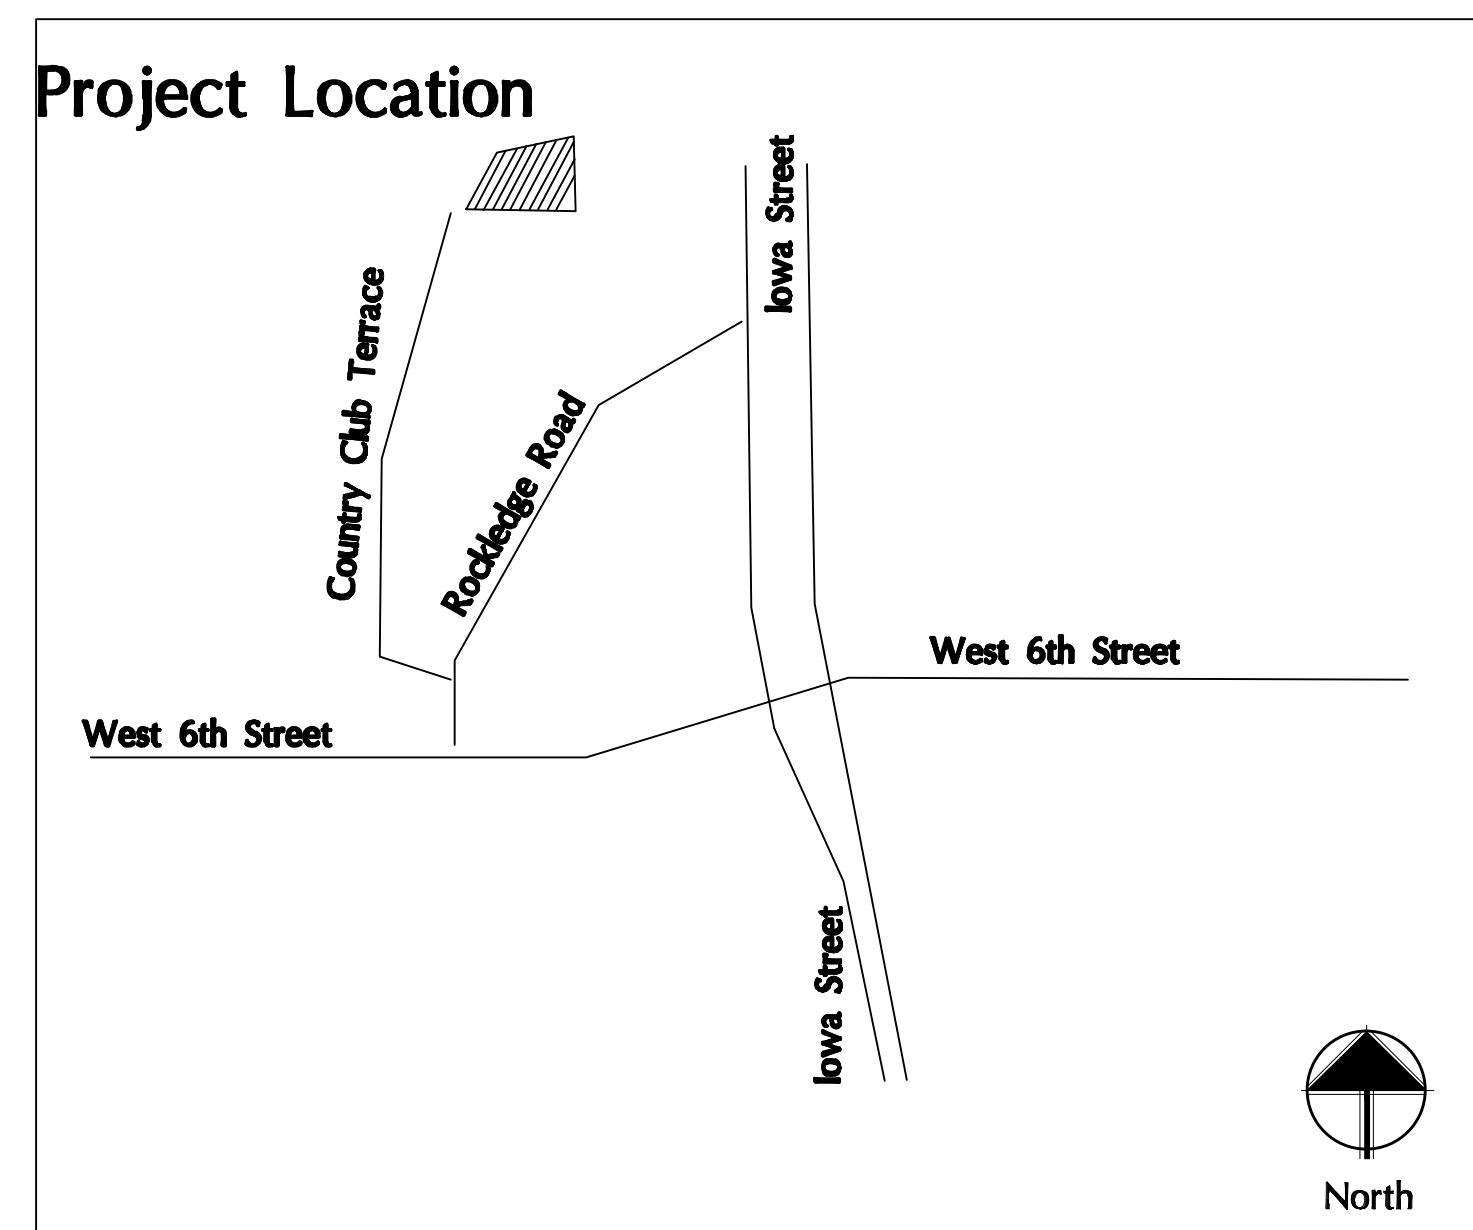 Project Location
Iowa Street
Country Club Terrace
Rockledge Road
West 6th Street
West 6th Street
Iowa Street
North